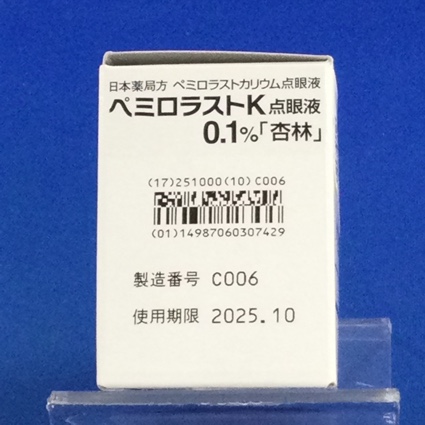 日本薬局方 ペミロラストカリウム点眼液
ペミロラストK点眼液
0.1%「杏林」
(17)251000(10)C006
(01)14987060307429
製造番号 C006
使用期限 2025.10